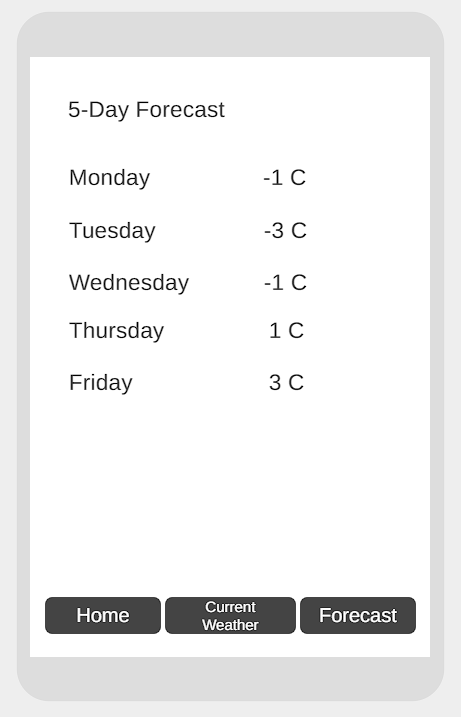 5-Day Forecast
Monday -1 C
Tuesday -3 C
Wednesday -1 C
Thursday 1 C
Friday 3 C
Home
Current
Weather
Forecast